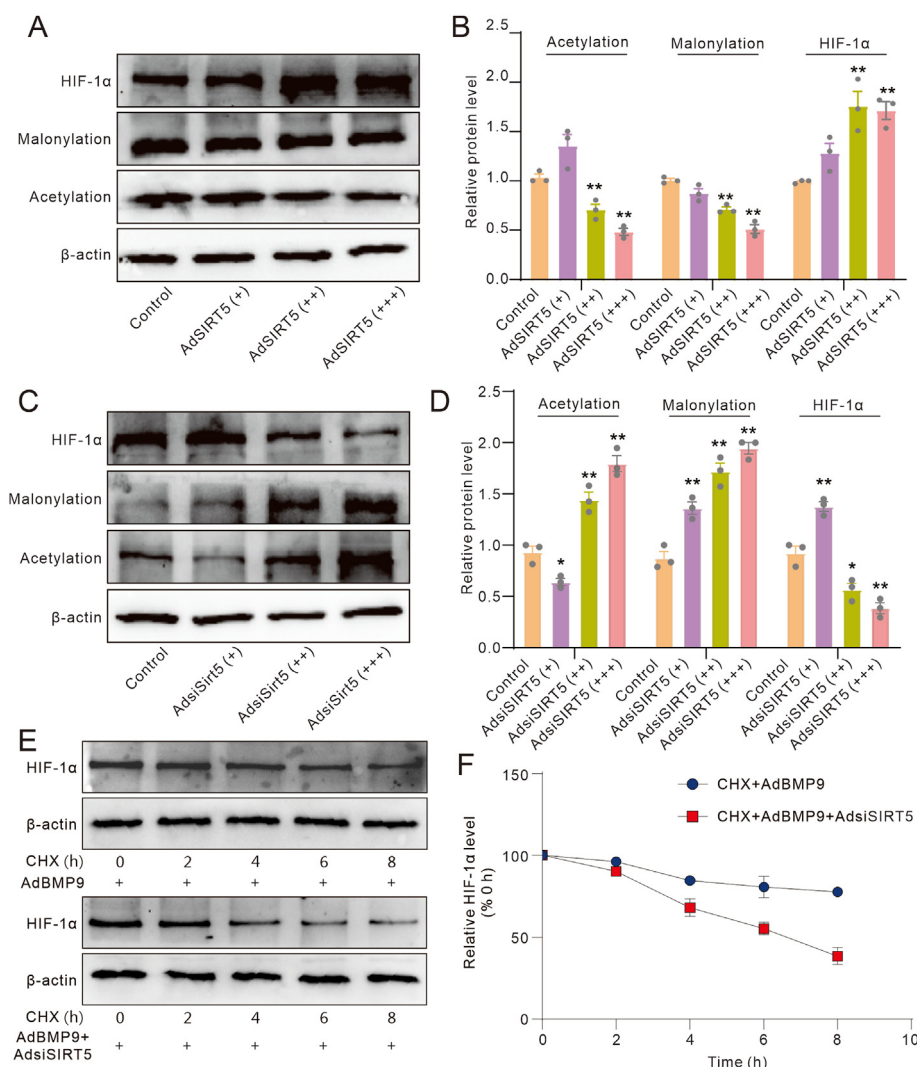 A
HIF-1α
Malonylation
Acetylation
β-actin
Control
AdSIRT5 (+)
AdSIRT5 (++)
AdSIRT5 (+++)
B
Relative protein level
2.5
2.0
1.5
1.0
0.5
0.0
Acetylation
Malonylation
HIF-1α
**
**
**
**
**
**
Control
AdSIRT5 (+)
AdSIRT5 (++)
AdSIRT5 (+++)
Control
AdSIRT5 (+)
AdSIRT5 (++)
AdSIRT5 (+++)
Control
AdSIRT5 (+)
AdSIRT5 (++)
AdSIRT5 (+++)
C
HIF-1α
Malonylation
Acetylation
β-actin
Control
AdsiSirt5 (+)
AdsiSirt5 (++)
AdsiSirt5 (+++)
D
Relative protein level
2.5
2.0
1.5
1.0
0.5
0.0
Acetylation
Malonylation
HIF-1α
*
**
**
**
**
**
**
*
**
Control
AdsiSIRT5 (+)
AdsiSIRT5 (++)
AdsiSIRT5 (+++)
Control
AdsiSIRT5 (+)
AdsiSIRT5 (++)
AdsiSIRT5 (+++)
Control
AdsiSIRT5 (+)
AdsiSIRT5 (++)
AdsiSIRT5 (+++)
E
HIF-1α
β-actin
CHX (h) 0 2 4 6 8
AdBMP9 + + + + +
HIF-1α
β-actin
CHX (h) 0 2 4 6 8
AdBMP9+
AdsiSIRT5 + + + + +
F
Relative HIF-1α level
(% 0 h)
150
100
50
0
CHX+AdBMP9
CHX+AdBMP9+AdsiSIRT5
0 2 4 6 8 10
Time (h)